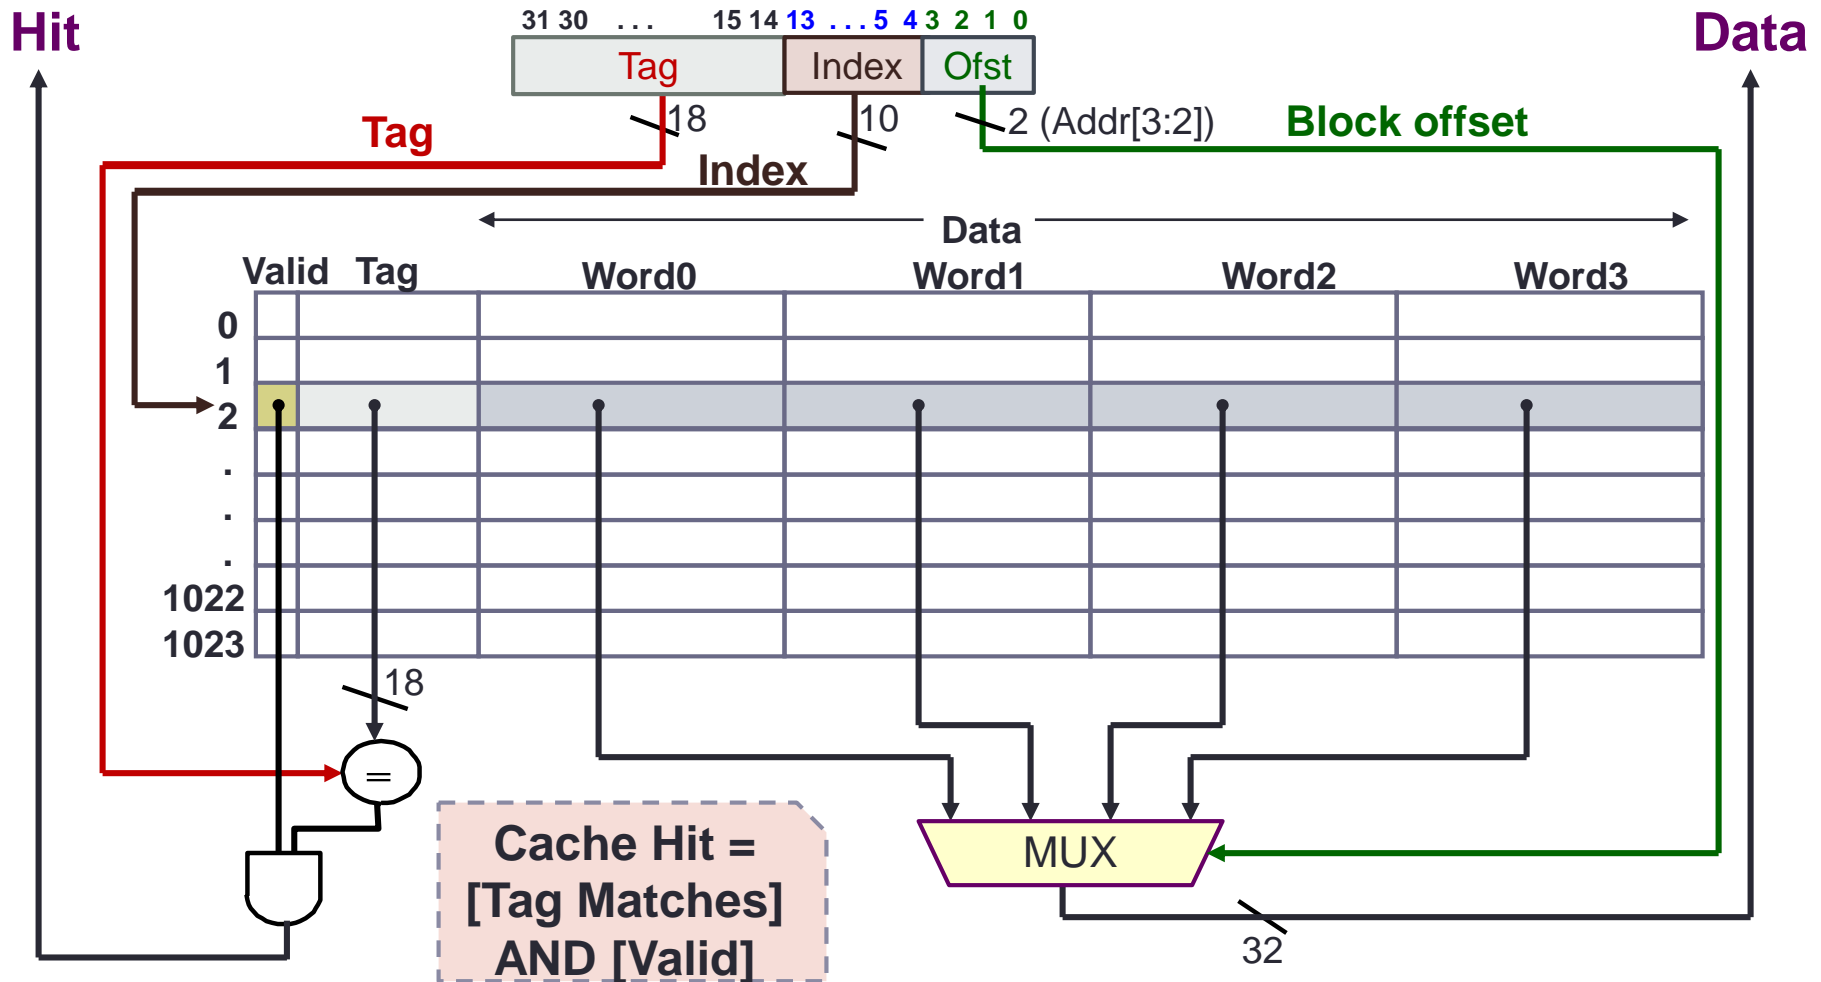 Hit
31 30 ... 15 14 13 ... 5 4 3 2 1 0
Data
Tag Index Ofst
18
10
2 (Addr[3:2])
Block offset
Tag
Index
Data
Valid Tag Word0 Word1 Word2 Word3
0
1
2
.
.
.
1022
1023
18
=
Cache Hit =
[Tag Matches]
AND [Valid]
MUX
32